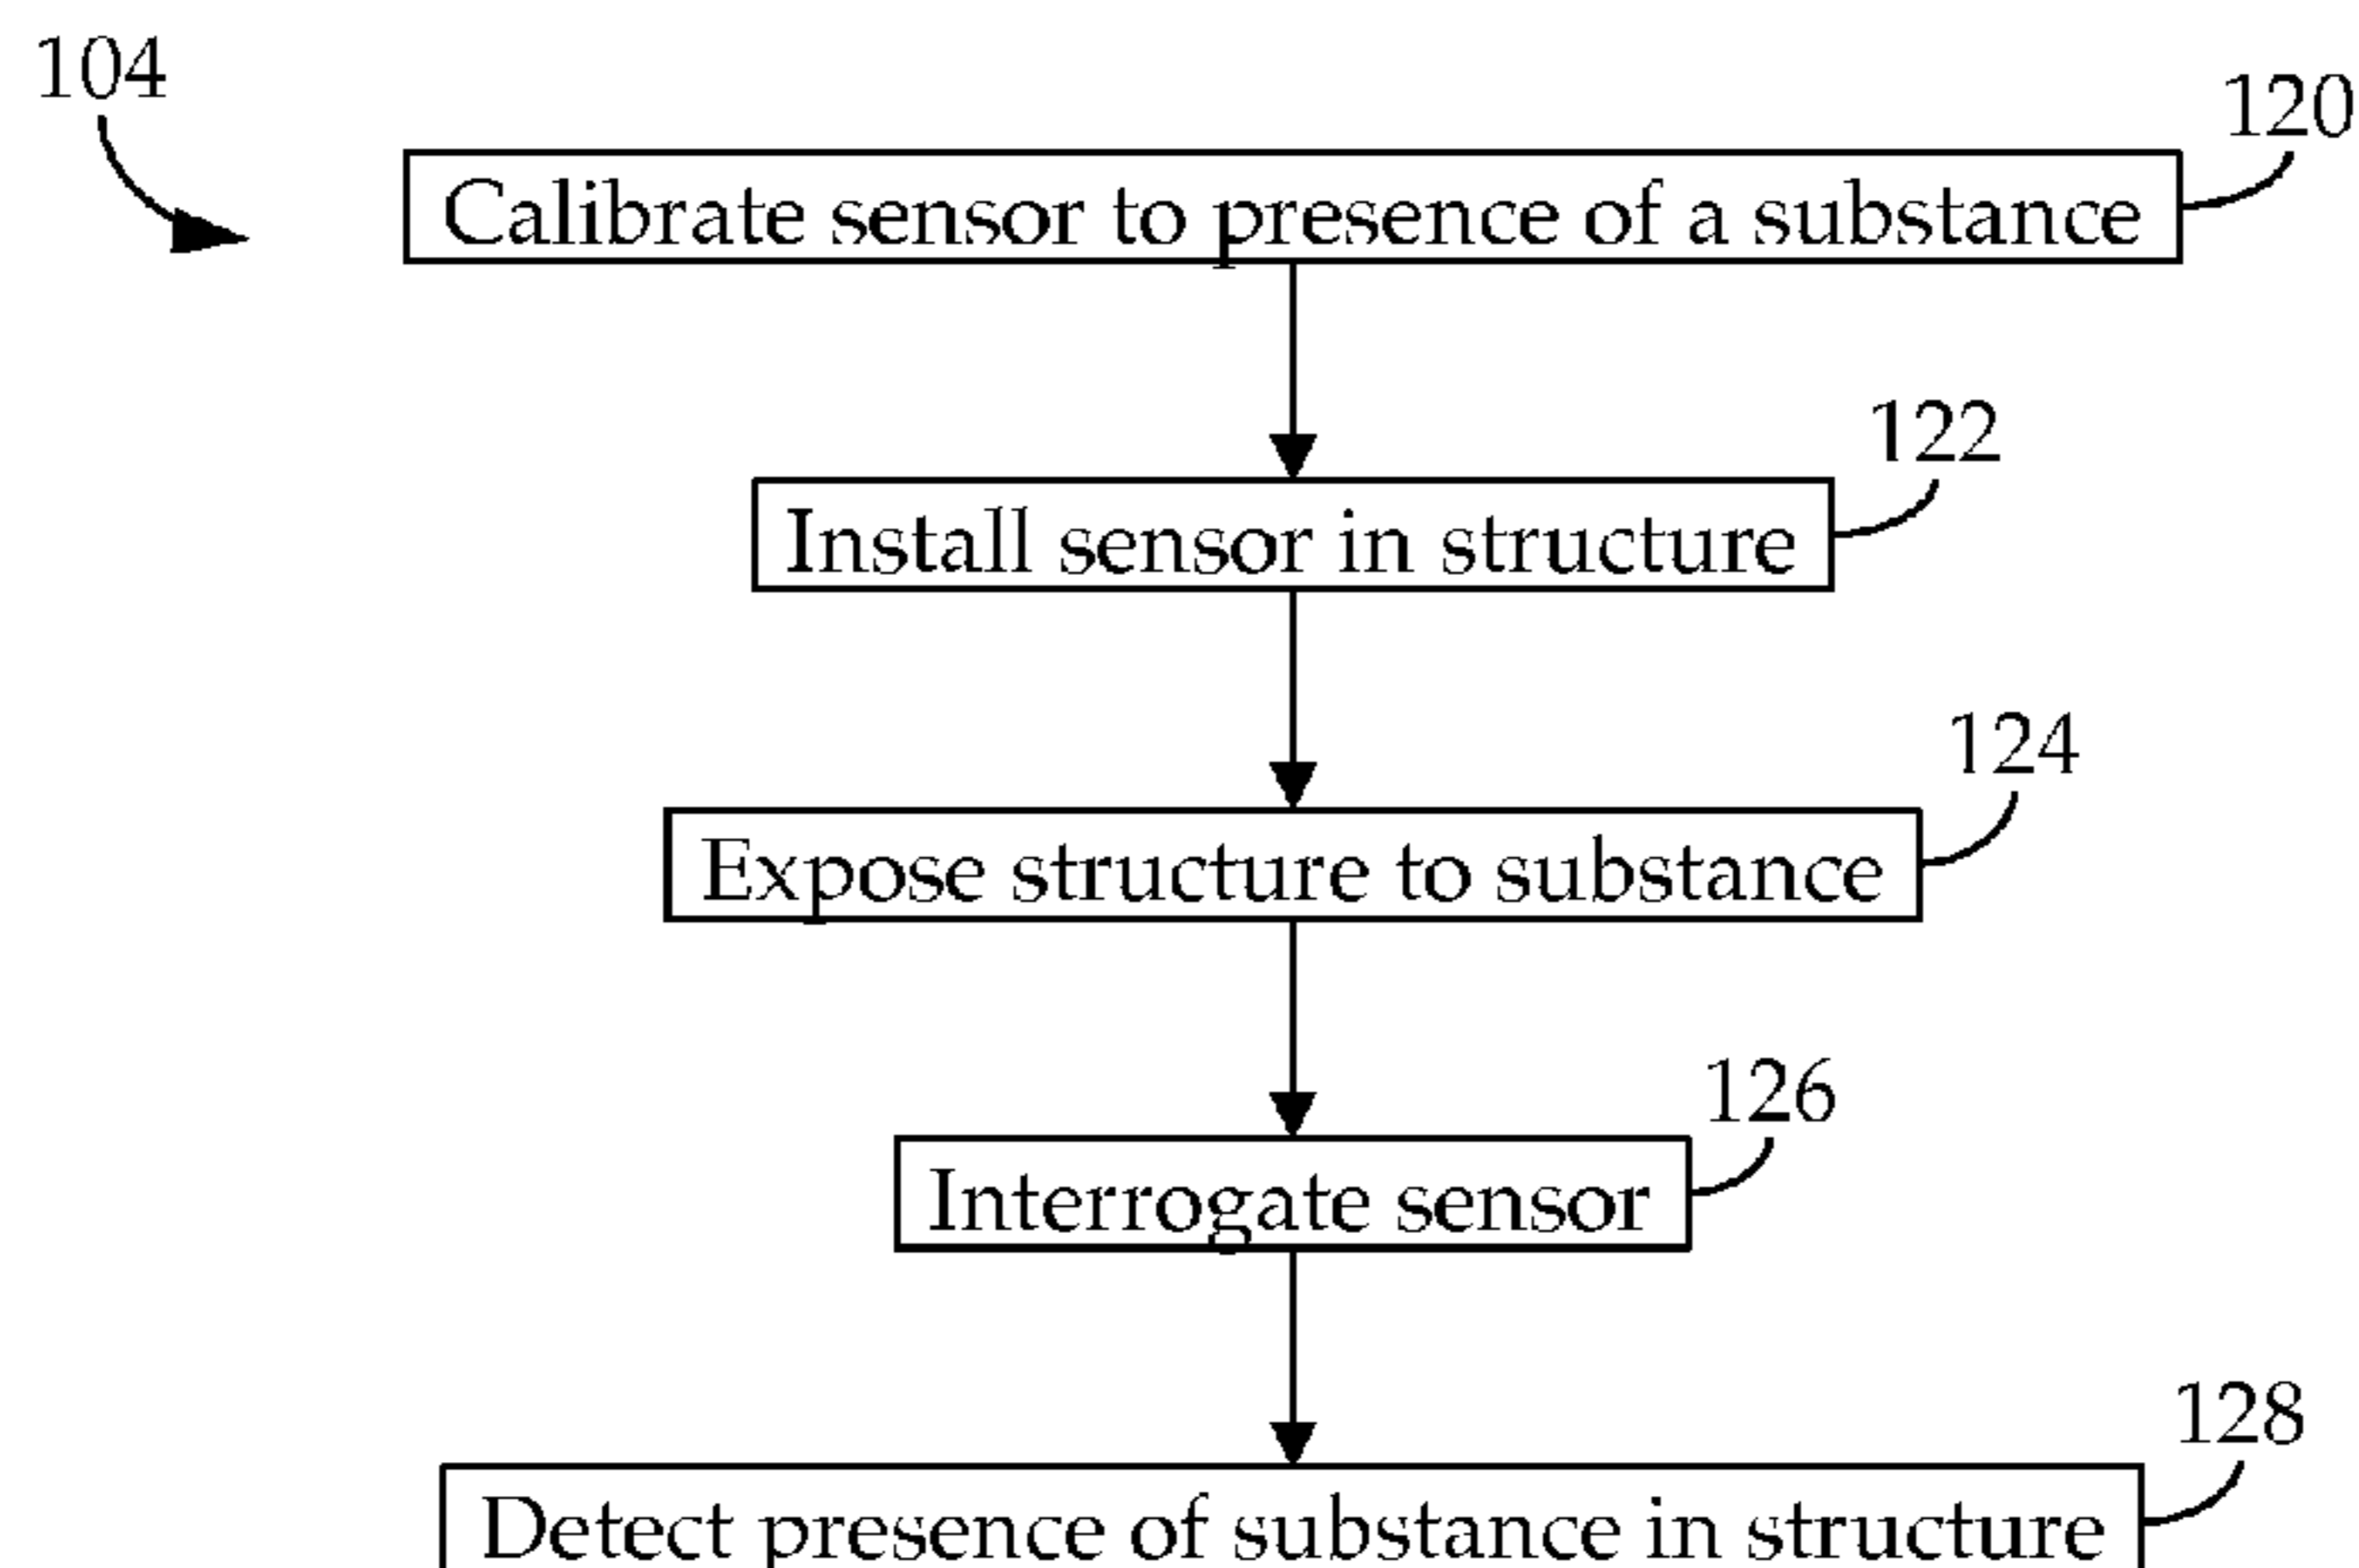 104
120
Calibrate sensor to presence of a substance
122
Install sensor in structure
124
Expose structure to substance
126
Interrogate sensor
128
Detect presence of substance in structure